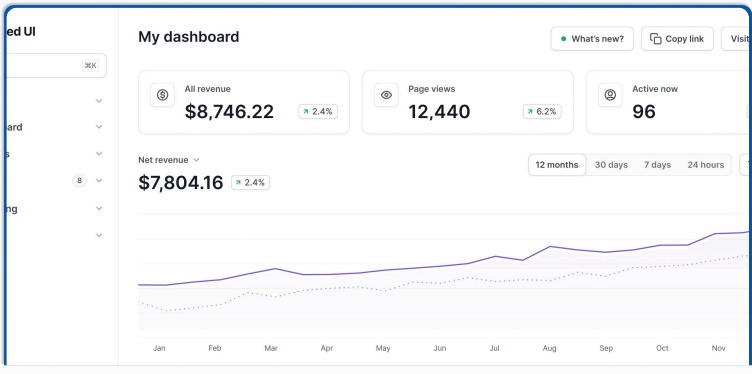 ed UI
⌘K
ard
s
8
ng
My dashboard
What's new?
Copy link
Visit
All revenue
$8,746.22
2.4%
Page views
12,440
6.2%
Active now
96
Net revenue
$7,804.16
2.4%
12 months
30 days
7 days
24 hours
Jan Feb Mar Apr May Jun Jul Aug Sep Oct Nov